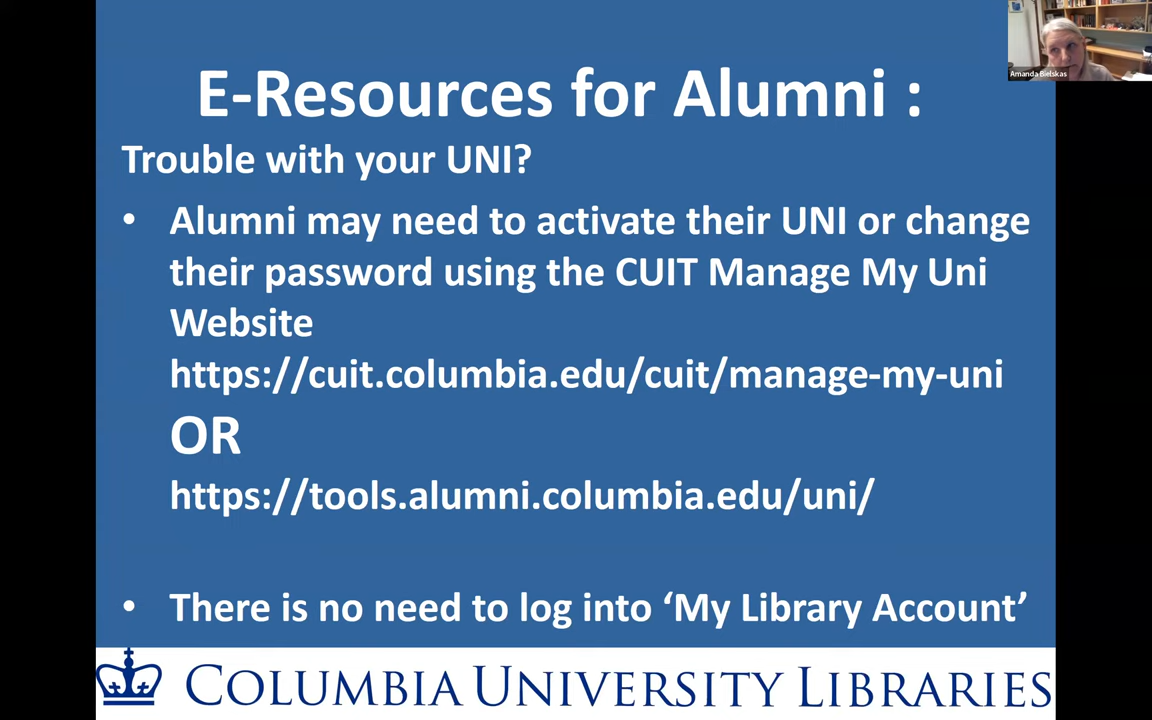 E-Resources for Alumni :
Trouble with your UNI?
• Alumni may need to activate their UNI or change
their password using the CUIT Manage My Uni
Website
https://cuit.columbia.edu/cuit/manage-my-uni
OR
https://tools.alumni.columbia.edu/uni/
• There is no need to log into ‘My Library Account’
COLUMBIA UNIVERSITY LIBRARIES
Amanda Bielskas